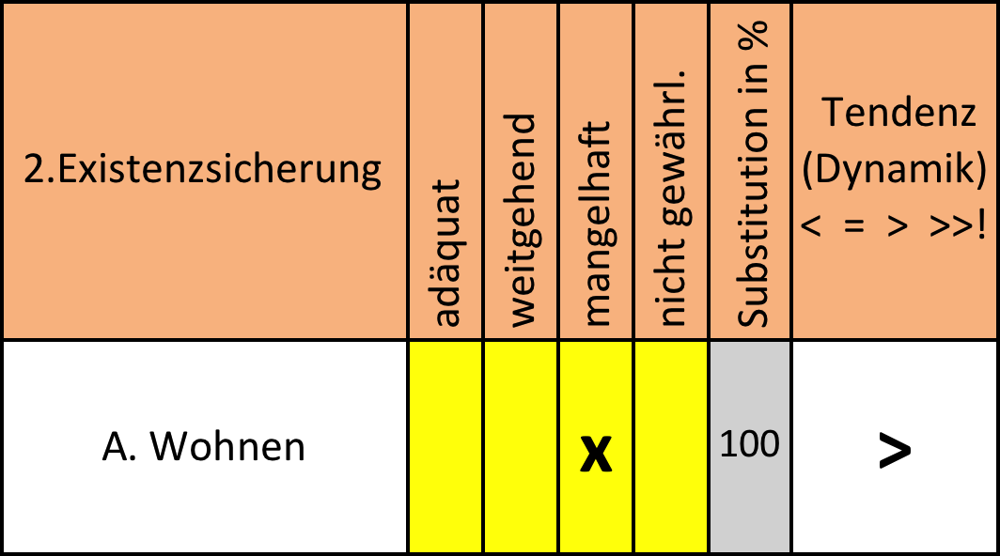 2.Existenzsicherung
adäquat
weitgehend
mangelhaft
nicht gewährl.
Substitution in %
Tendenz
(Dynamik)
< = > >>!
A. Wohnen
x
100
>